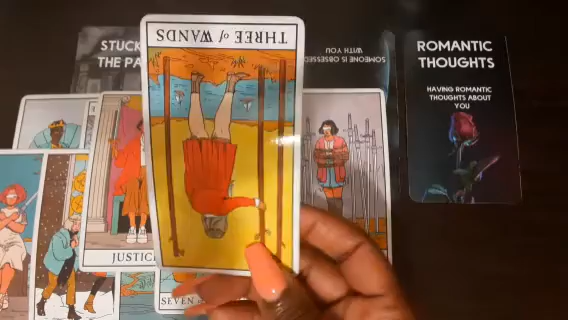 THREE of WANDS
STUCK
THE PA
SOMEONE IS OBSESSED
WITH YOU
ROMANTIC
THOUGHTS
HAVING ROMANTIC
THOUGHTS ABOUT
YOU
JUSTIC
SEVEN